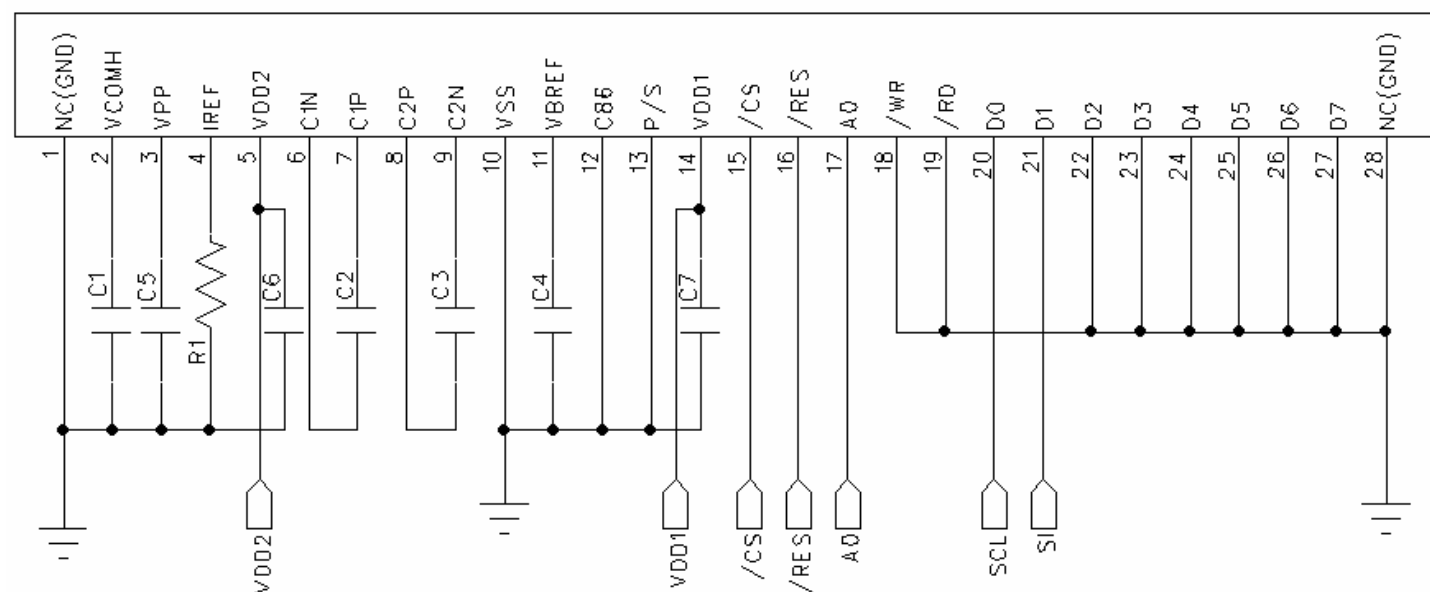 NC(GND) VCOMH VPP IREF VDD2 C1N C1P C2P C2N VSS VBREF C86 P/S VDD1 /CS /RES A0 /WR /RD D0 D1 D2 D3 D4 D5 D6 D7 NC(GND)
1 2 3 4 5 6 7 8 9 10 11 12 13 14 15 16 17 18 19 20 21 22 23 24 25 26 27 28
C1 C5 R1 C6 C2 C3 C4 C7
VDD2 VDD1 /CS /RES A0 SCL SI